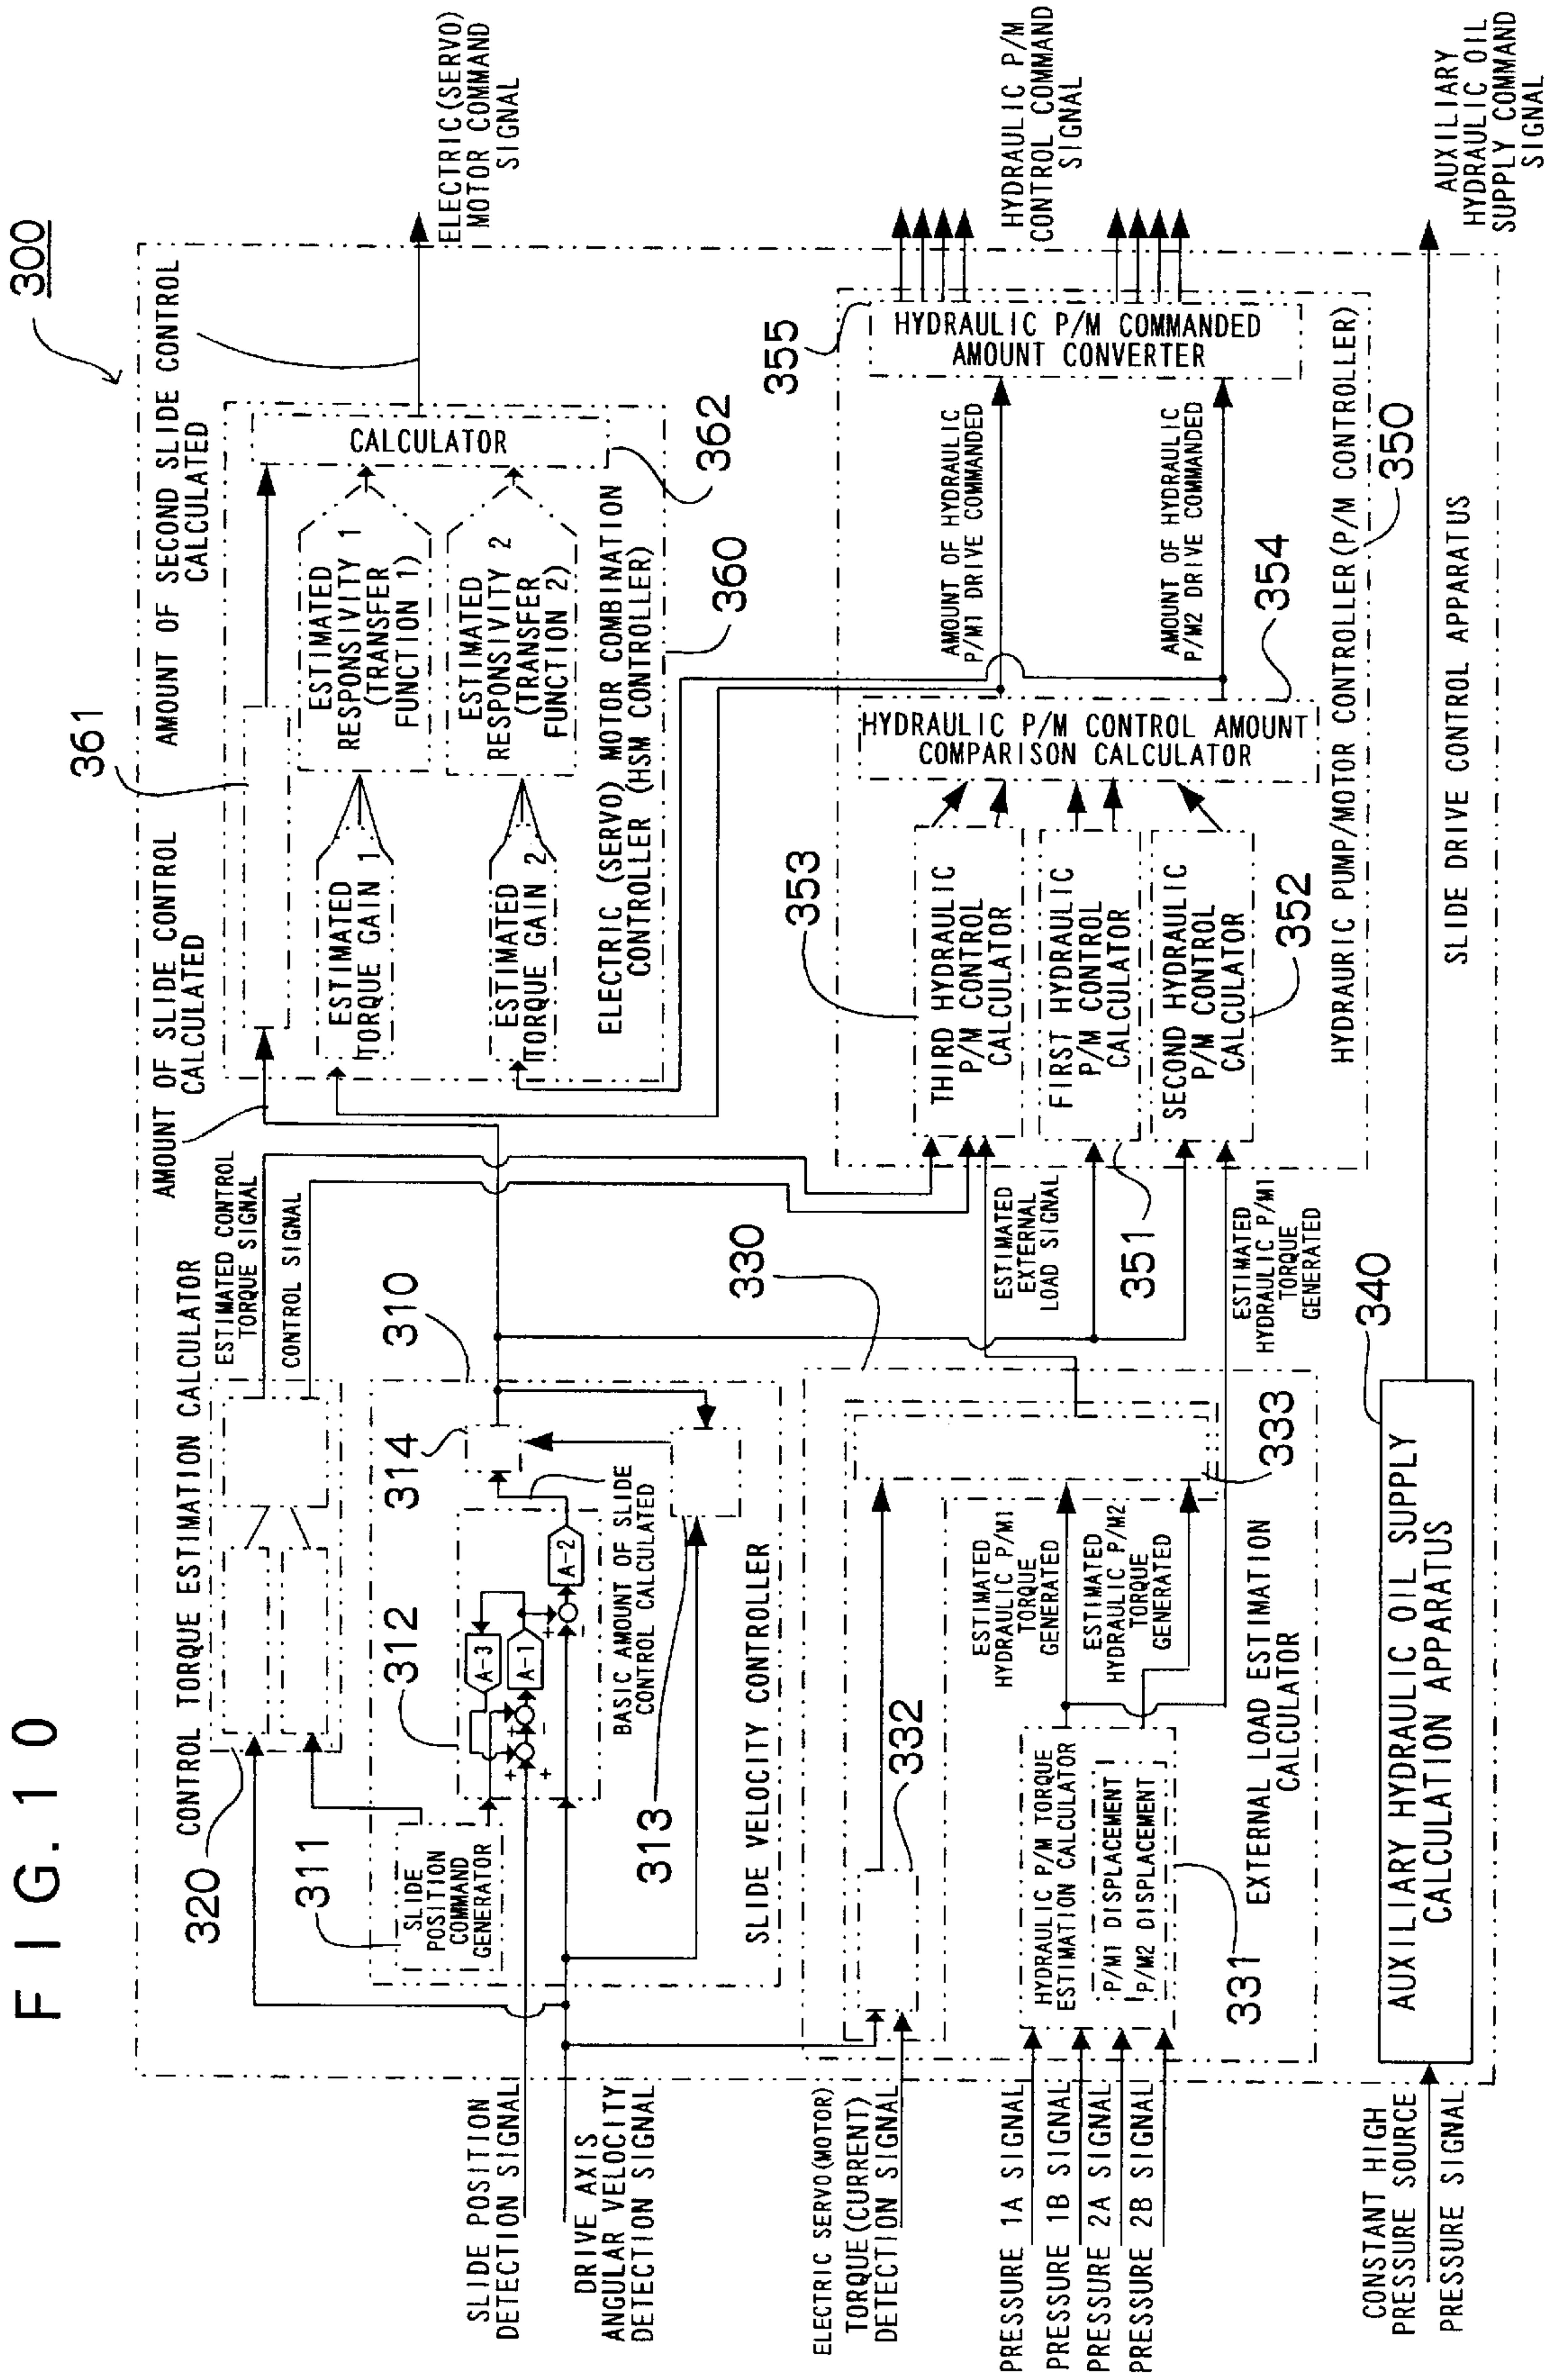 FIG. 10
300
ELECTRIC(SERVO)
MOTOR COMMAND
SIGNAL
HYDRAULIC P/M
CONTROL COMMAND
SIGNAL
AUXILIARY
HYDRAULIC OIL
SUPPLY COMMAND
SIGNAL
AMOUNT OF SECOND SLIDE CONTROL
CALCULATED
AMOUNT OF SLIDE CONTROL
CALCULATED
361
CALCULATOR
362
ESTIMATED
RESPONSIVITY 1
(TRANSFER
FUNCTION 1)
ESTIMATED
RESPONSIVITY 2
(TRANSFER
FUNCTION 2)
ESTIMATED
TORQUE GAIN 1
ESTIMATED
TORQUE GAIN 2
ELECTRIC (SERVO) MOTOR COMBINATION
CONTROLLER (HSM CONTROLLER)
360
355
HYDRAULIC P/M COMMANDED
AMOUNT CONVERTER
AMOUNT OF HYDRAULIC
P/M1 DRIVE COMMANDED
AMOUNT OF HYDRAULIC
P/M2 DRIVE COMMANDED
354
HYDRAULIC P/M CONTROL AMOUNT
COMPARISON CALCULATOR
353
THIRD HYDRAULIC
P/M CONTROL
CALCULATOR
FIRST HYDRAULIC
P/M CONTROL
CALCULATOR
351
SECOND HYDRAULIC
P/M CONTROL
CALCULATOR
352
HYDRAURIC PUMP/MOTOR CONTROLLER(P/M CONTROLLER)
350
SLIDE DRIVE CONTROL APPARATUS
CONTROL TORQUE ESTIMATION CALCULATOR
320
ESTIMATED CONTROL
TORQUE SIGNAL
CONTROL SIGNAL
310
311
SLIDE
POSITION
COMMAND
GENERATOR
312
A-3
A-1
A-2
+
+
+
-
+
-
314
BASIC AMOUNT OF SLIDE
CONTROL CALCULATED
313
SLIDE VELOCITY CONTROLLER
330
ESTIMATED
EXTERNAL
LOAD SIGNAL
ESTIMATED
HYDRAULIC P/M1
TORQUE
GENERATED
332
333
ESTIMATED
HYDRAULIC P/M1
TORQUE
GENERATED
ESTIMATED
HYDRAULIC P/M2
TORQUE
GENERATED
HYDRAULIC P/M TORQUE
ESTIMATION CALCULATOR
P/M1 DISPLACEMENT
P/M2 DISPLACEMENT
331
EXTERNAL LOAD ESTIMATION
CALCULATOR
340
AUXILIARY HYDRAULIC OIL SUPPLY
CALCULATION APPARATUS
SLIDE POSITION
DETECTION SIGNAL
DRIVE AXIS
ANGULAR VELOCITY
DETECTION SIGNAL
ELECTRIC SERVO(MOTOR)
TORQUE(CURRENT)
DETECTION SIGNAL
PRESSURE 1A SIGNAL
PRESSURE 1B SIGNAL
PRESSURE 2A SIGNAL
PRESSURE 2B SIGNAL
CONSTANT HIGH
PRESSURE SOURCE
PRESSURE SIGNAL